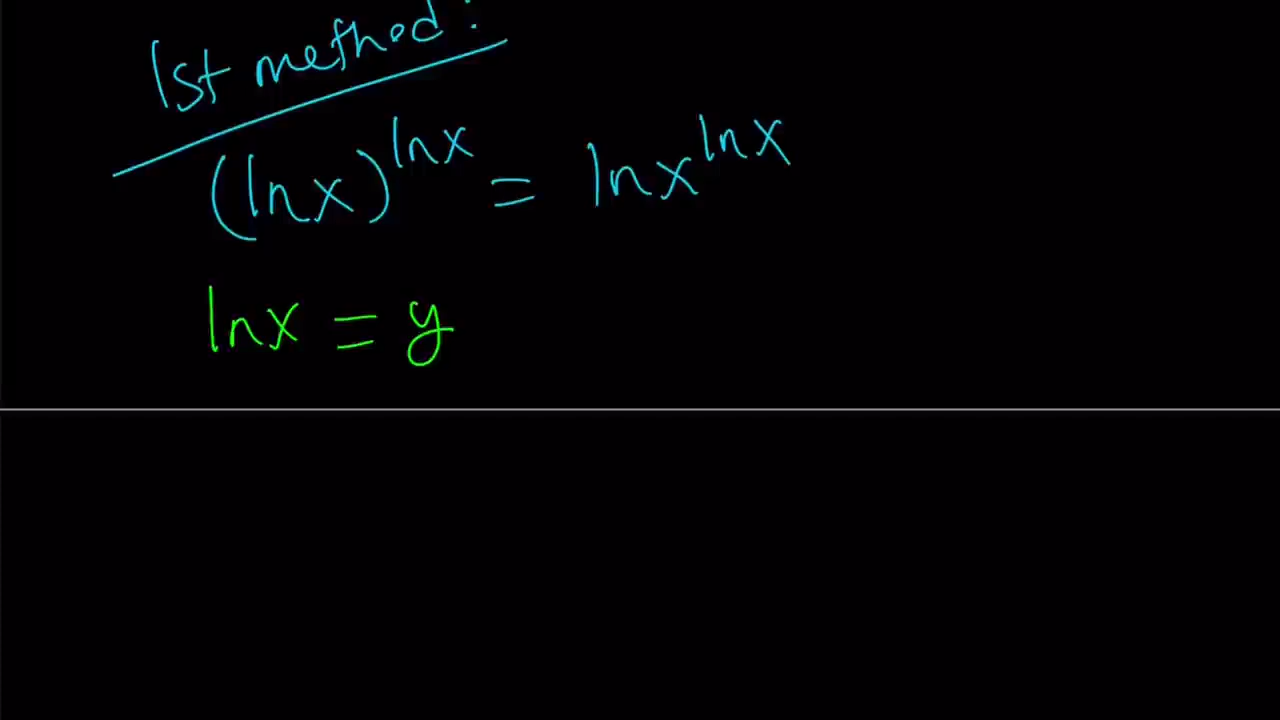 1st method:
(lnx)^lnx = lnx^lnx
lnx = y